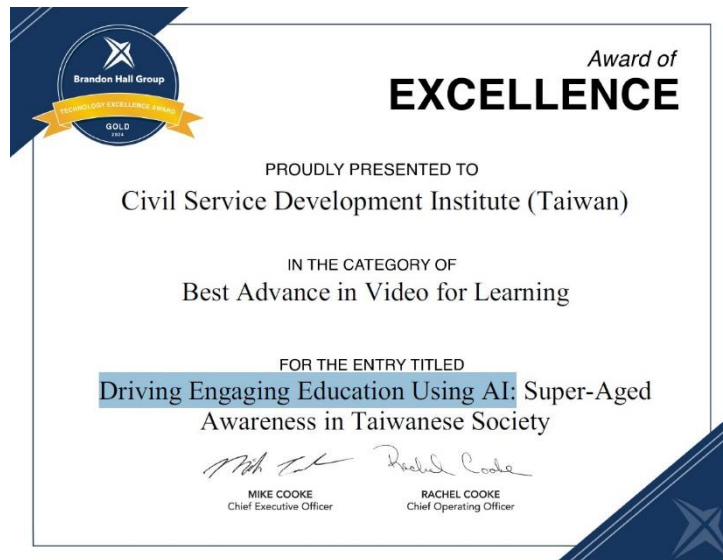 Brandon Hall Group
TECHNOLOGY EXCELLENCE AWARD
GOLD
2024
Award of
EXCELLENCE
PROUDLY PRESENTED TO
Civil Service Development Institute (Taiwan)
IN THE CATEGORY OF
Best Advance in Video for Learning
FOR THE ENTRY TITLED
Driving Engaging Education Using AI: Super-Aged
Awareness in Taiwanese Society
MIKE COOKE
Chief Executive Officer
RACHEL COOKE
Chief Operating Officer